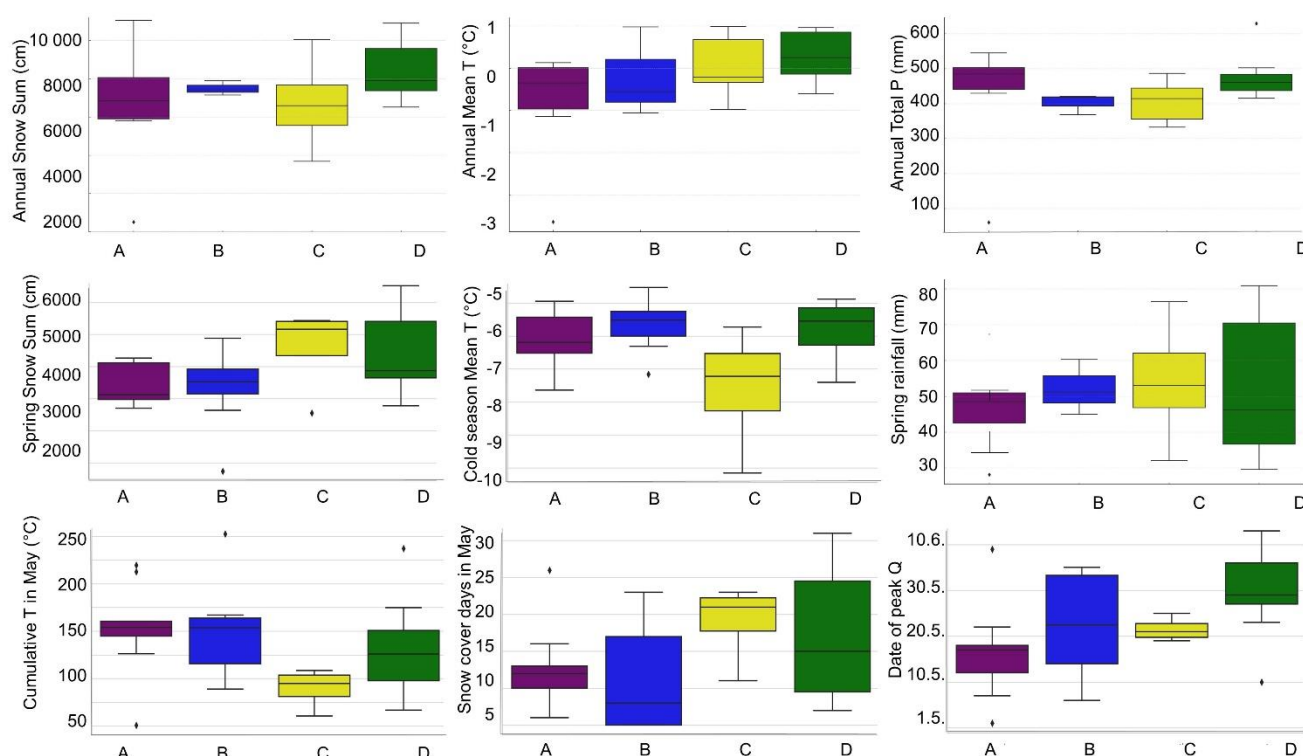 Annual Snow Sum (cm)
10 000
8000
6000
4000
2000
A B C D
Annual Mean T (°C)
1
0
-1
-2
-3
A B C D
Annual Total P (mm)
600
500
400
300
200
100
A B C D
Spring Snow Sum (cm)
6000
5000
4000
3000
2000
A B C D
Cold season Mean T (°C)
-5
-6
-7
-8
-9
-10
A B C D
Spring rainfall (mm)
80
70
60
50
40
30
A B C D
Cumulative T in May (°C)
250
200
150
100
50
A B C D
Snow cover days in May
30
25
20
15
10
5
A B C D
Date of peak Q
10.6.
30.5.
20.5.
10.5.
1.5.
A B C D